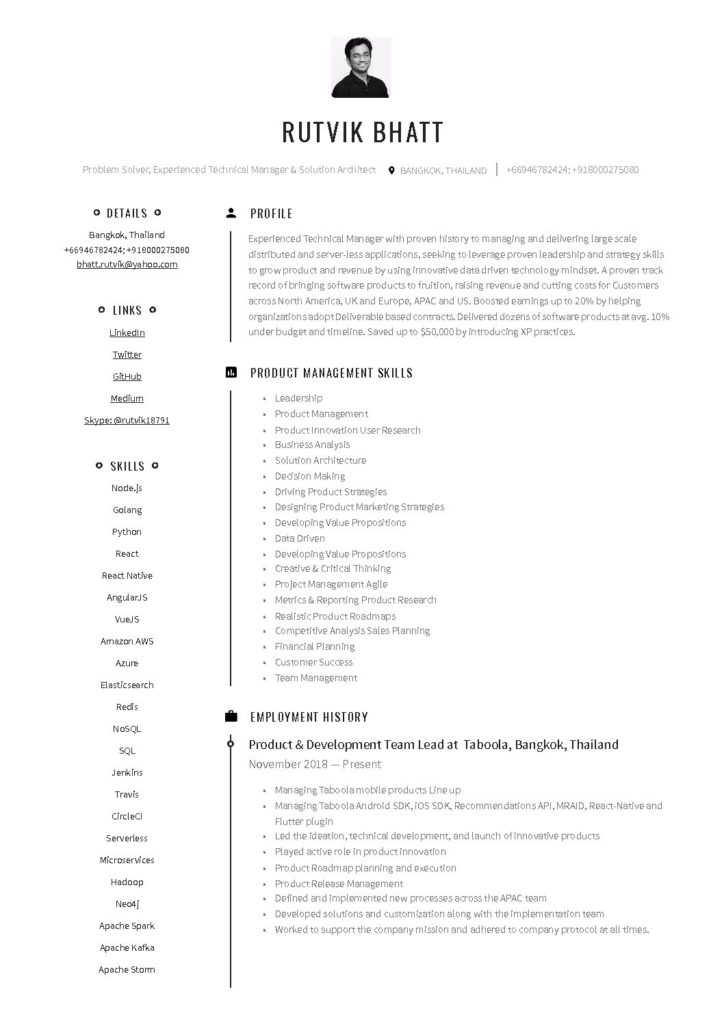 RUTVIK BHATT
Problem Solver, Experienced Technical Manager & Solution Architect
BANGKOK, THAILAND
+66946782424; +918000275080
DETAILS
Bangkok, Thailand
+66946782424; +918000275080
bhatt.rutvik@yahoo.com
LINKS
LinkedIn
Twitter
GitHub
Medium
Skype: @rutvik18791
SKILLS
Node.js
Golang
Python
React
React Native
AngularJS
VueJS
Amazon AWS
Azure
Elasticsearch
Redis
NoSQL
SQL
Jenkins
Travis
CircleCI
Serverless
Microservices
Hadoop
Neo4j
Apache Spark
Apache Kafka
Apache Storm
PROFILE
Experienced Technical Manager with proven history to managing and delivering large scale
distributed and server-less applications, seeking to leverage proven leadership and strategy skills
to grow product and revenue by using innovative data driven technology mindset. A proven track
record of bringing software products to fruition, raising revenue and cutting costs for Customers
across North America, UK and Europe, APAC and US. Boosted earnings up to 20% by helping
organizations adopt Deliverable based contracts. Delivered dozens of software products at avg. 10%
under budget and timeline. Saved up to $50,000 by introducing XP practices.
PRODUCT MANAGEMENT SKILLS
• Leadership
• Product Management
• Product Innovation User Research
• Business Analysis
• Solution Architecture
• Decision Making
• Driving Product Strategies
• Designing Product Marketing Strategies
• Developing Value Propositions
• Data Driven
• Developing Value Propositions
• Creative & Critical Thinking
• Project Management Agile
• Metrics & Reporting Product Research
• Realistic Product Roadmaps
• Competitive Analysis Sales Planning
• Financial Planning
• Customer Success
• Team Management
EMPLOYMENT HISTORY
Product & Development Team Lead at Taboola, Bangkok, Thailand
November 2018 — Present
• Managing Taboola mobile products Line up
• Managing Taboola Android SDK, iOS SDK, Recommendations API, MRAID, React-Native and
Flutter plugin
• Led the ideation, technical development, and launch of innovative products
• Played active role in product innovation
• Product Roadmap planning and execution
• Product Release Management
• Defined and implemented new processes across the APAC team
• Developed solutions and customization along with the implementation team
• Worked to support the company mission and adhered to company protocol at all times.